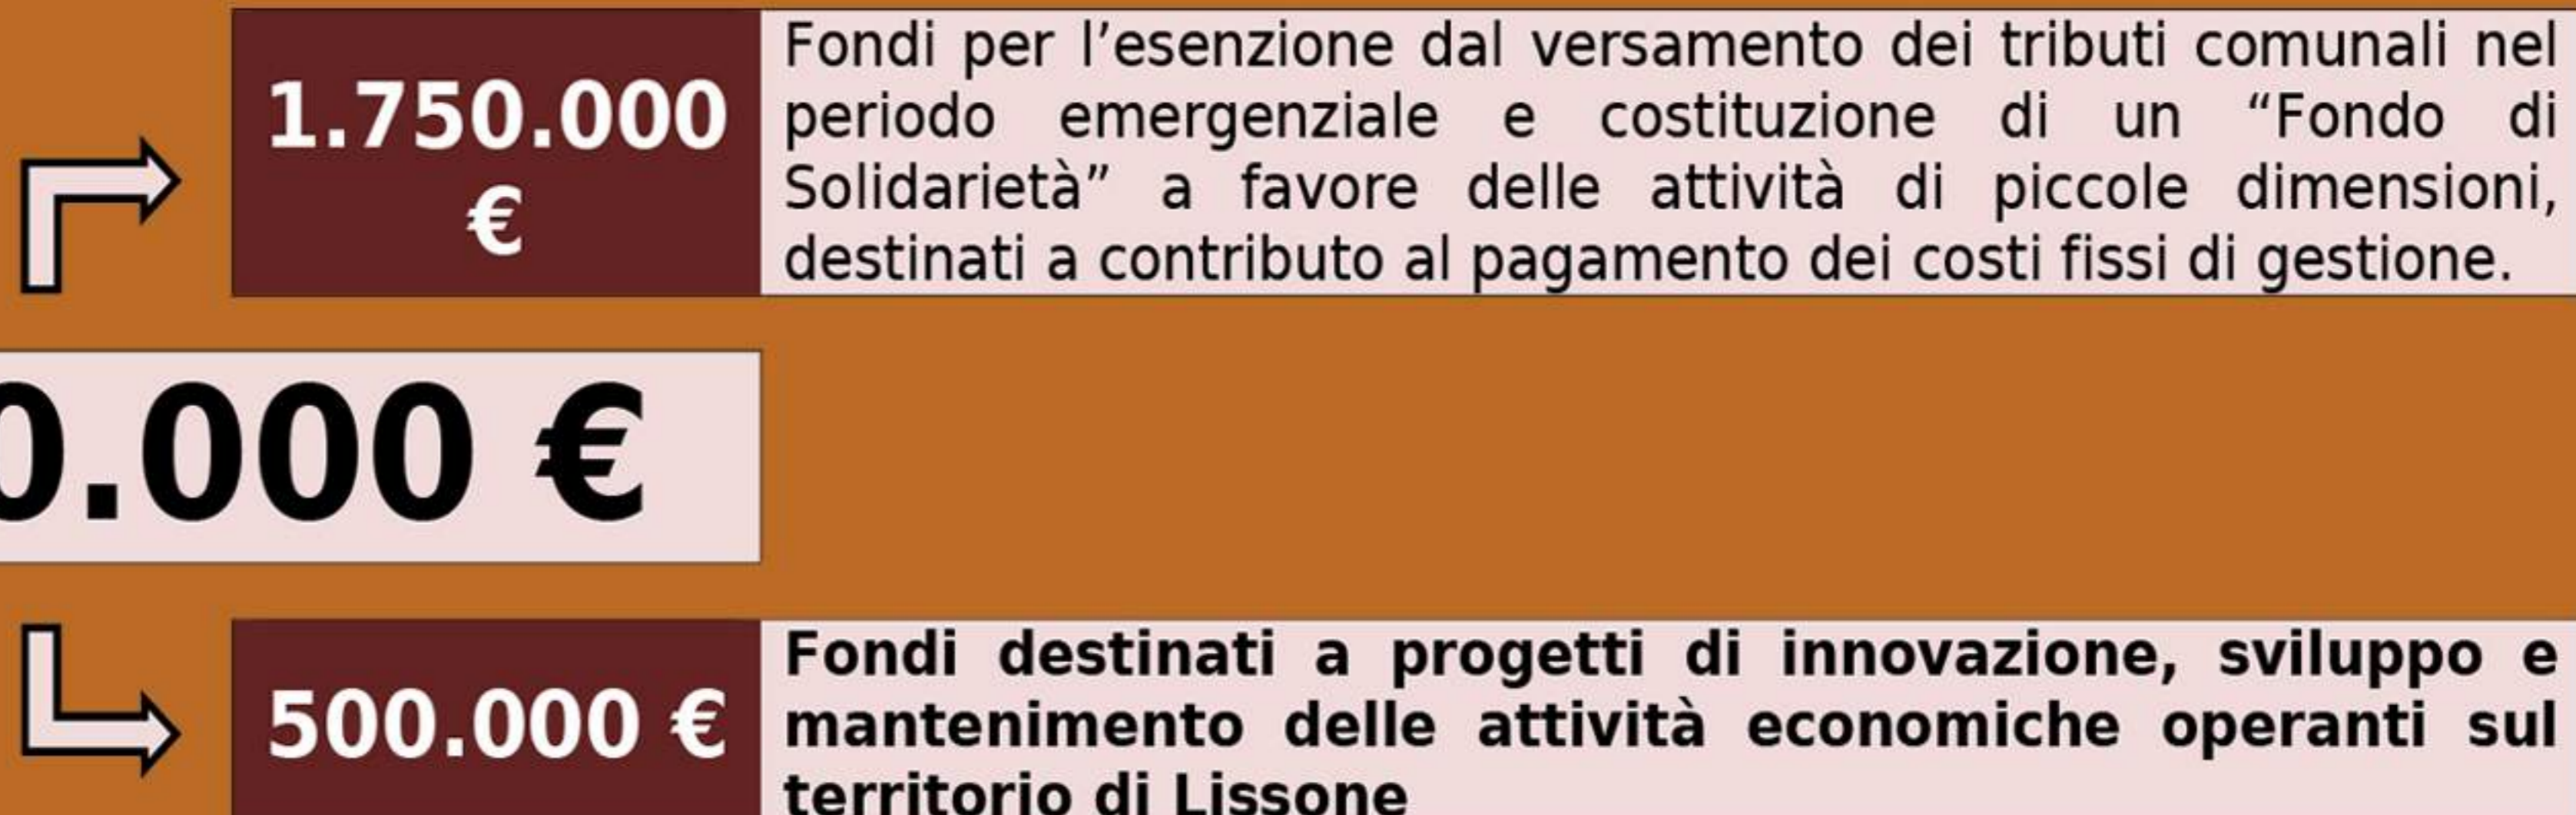 1.750.000
€
Fondi per l’esenzione dal versamento dei tributi comunali nel
periodo emergenziale e costituzione di un “Fondo di
Solidarietà” a favore delle attività di piccole dimensioni,
destinati a contributo al pagamento dei costi fissi di gestione.
0.000 €
500.000 €
Fondi destinati a progetti di innovazione, sviluppo e
mantenimento delle attività economiche operanti sul
territorio di Lissone